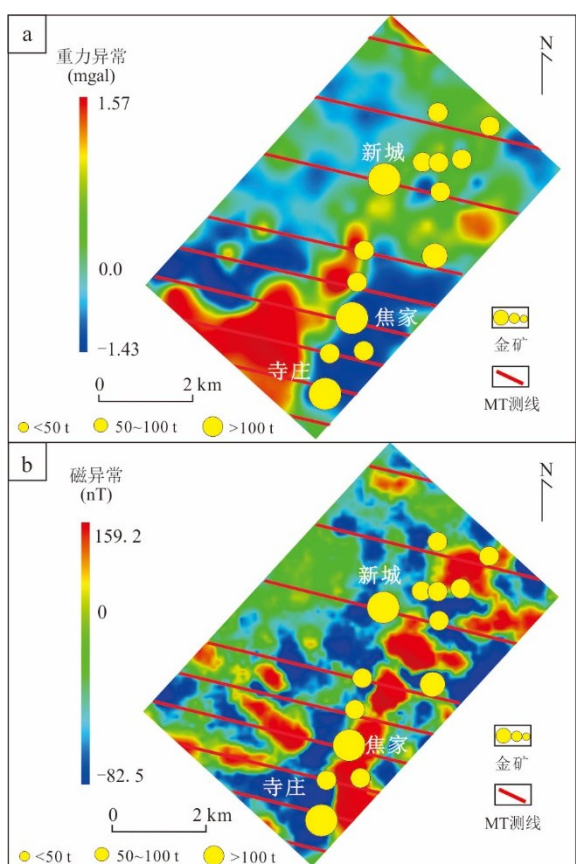 a
重力异常
(mgal)
1.57
0.0
−1.43
N
新城
焦家
寺庄
金矿
MT测线
0
2 km
<50 t
50~100 t
>100 t
b
磁异常
(nT)
159.2
0
−82.5
N
新城
焦家
寺庄
金矿
MT测线
0
2 km
<50 t
50~100 t
>100 t